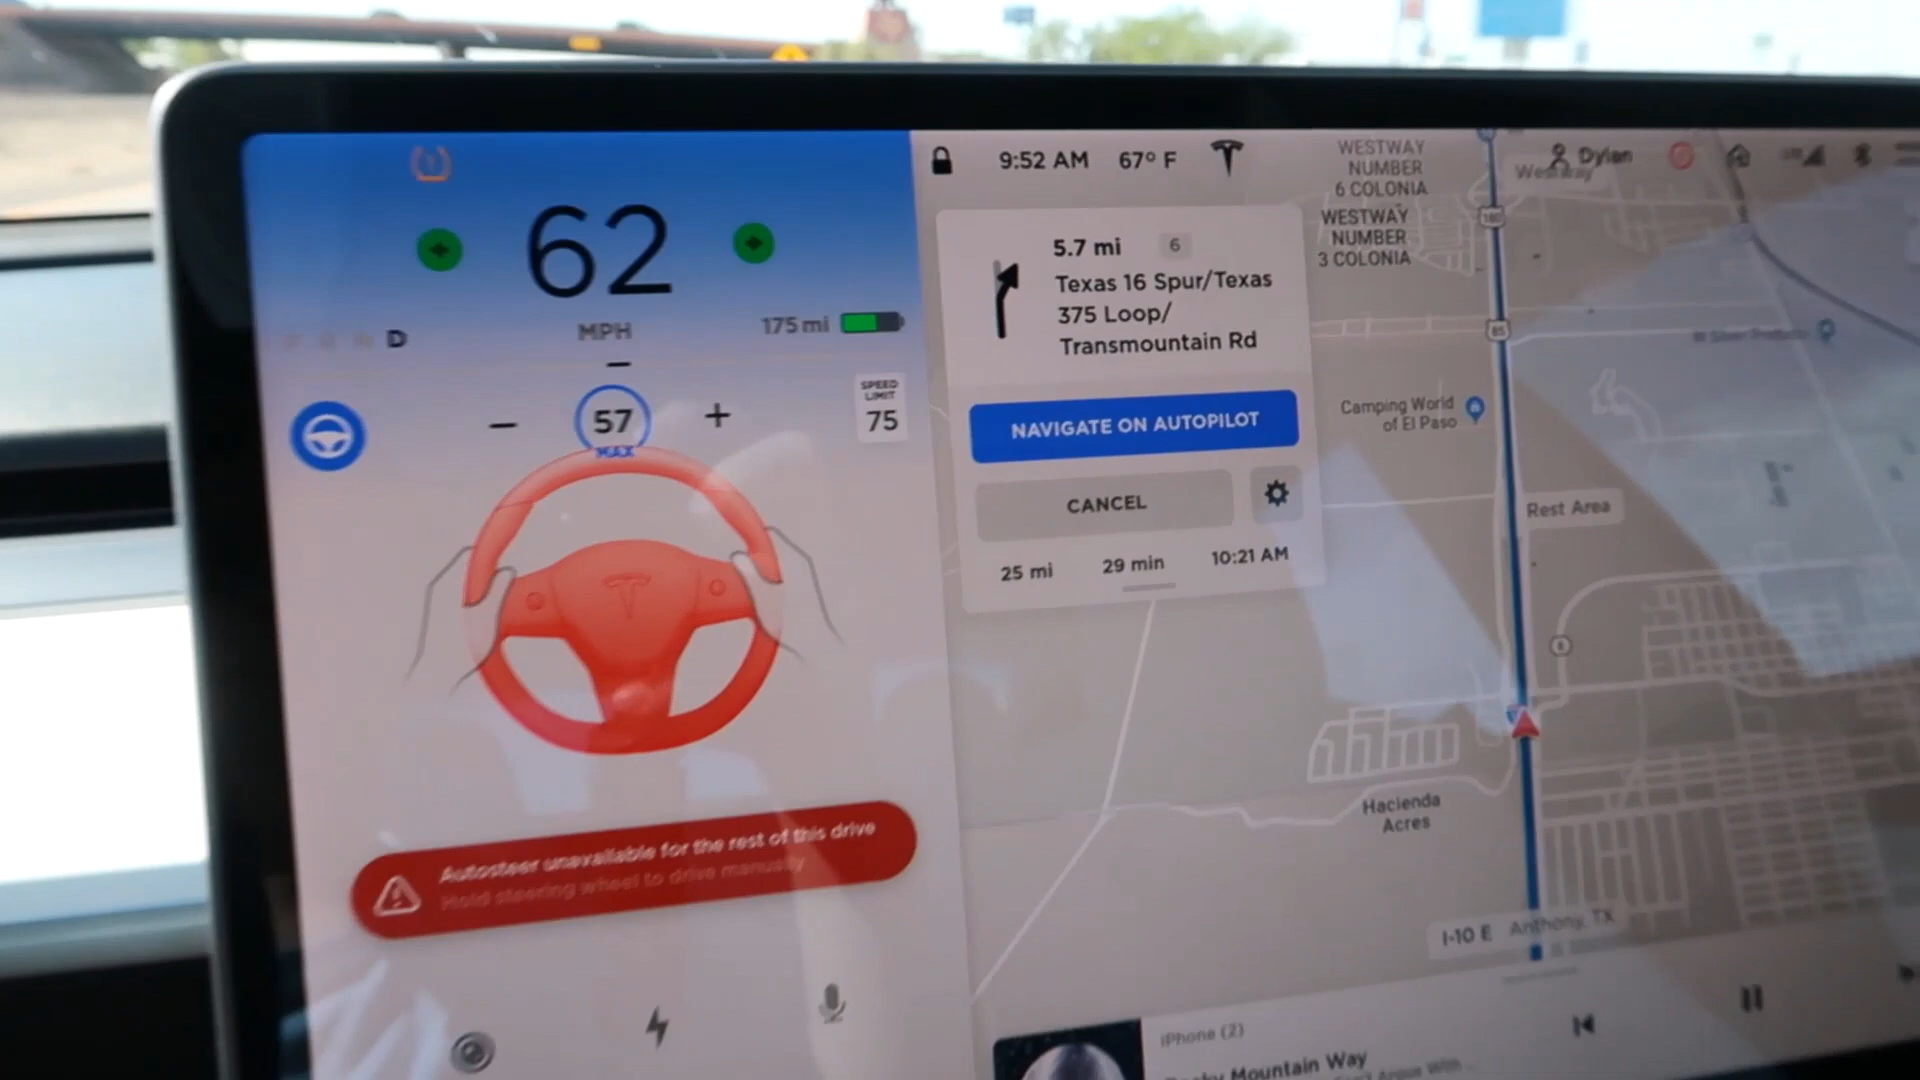 62
MPH
175 mi
D
57
MAX
SPEED
LIMIT
75
Autosteer unavailable for the rest of this drive
Hold steering wheel to drive manually
9:52 AM 67° F
Dylan
5.7 mi 6
Texas 16 Spur/Texas
375 Loop/
Transmountain Rd
NAVIGATE ON AUTOPILOT
CANCEL
25 mi 29 min 10:21 AM
WESTWAY
NUMBER
6 COLONIA
WESTWAY
NUMBER
3 COLONIA
Westway
180
85
Camping World
of El Paso
Rest Area
Hacienda
Acres
I-10 E Anthony, TX
iPhone (2)
Mountain Way